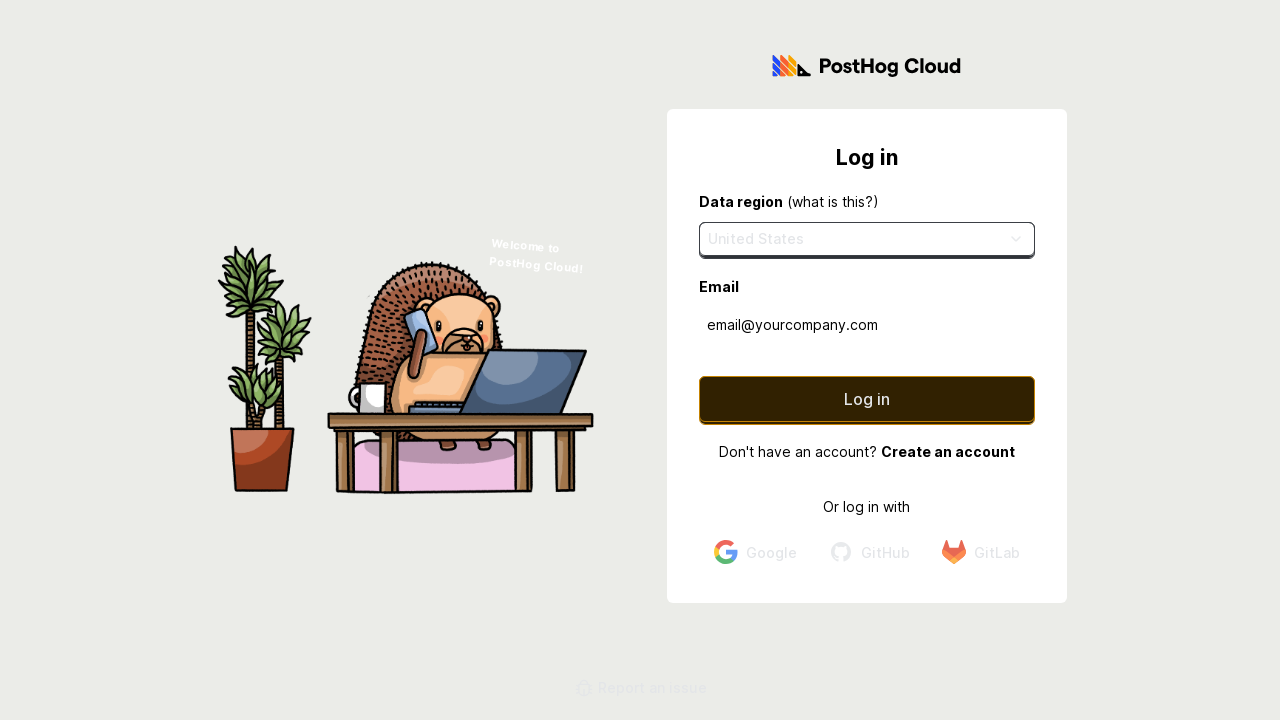 PostHog Cloud
Welcome to
PostHog Cloud!
Log in
Data region (what is this?)
United States
Email
email@yourcompany.com
Log in
Don't have an account? Create an account
Or log in with
Google
GitHub
GitLab
Report an issue